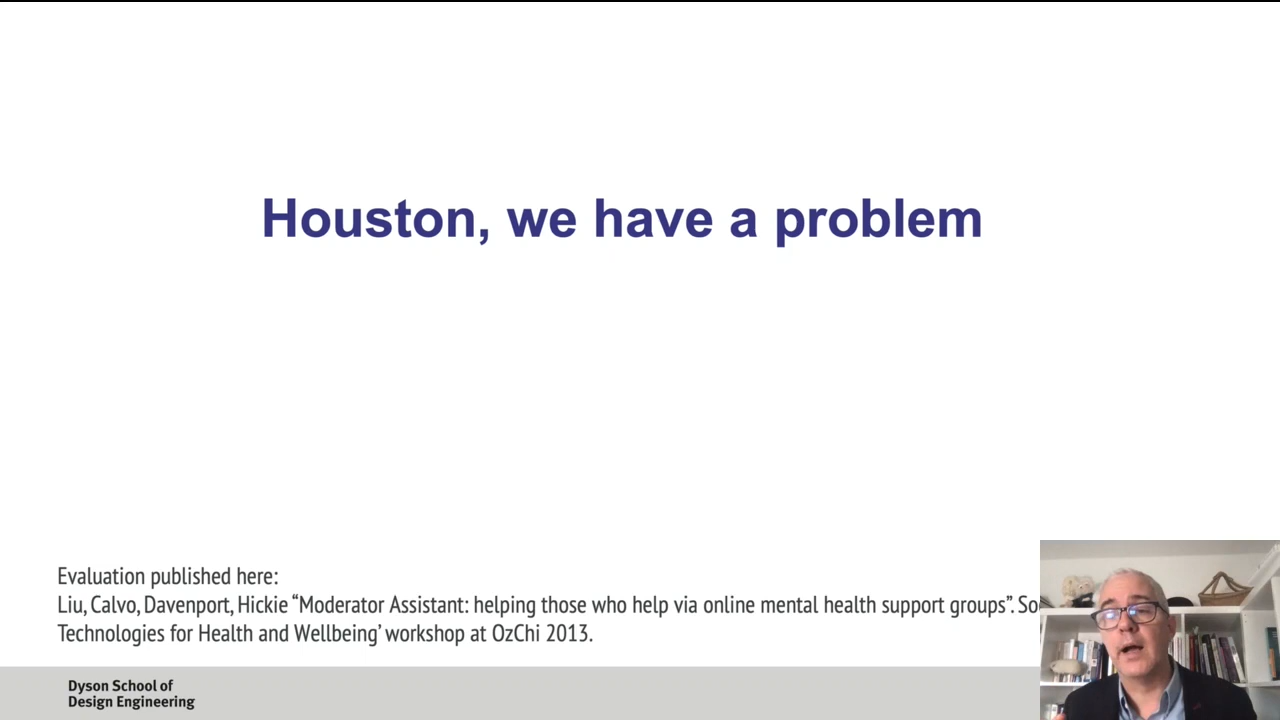 Houston, we have a problem
Evaluation published here:
Liu, Calvo, Davenport, Hickie “Moderator Assistant: helping those who help via online mental health support groups”. So
Technologies for Health and Wellbeing’ workshop at OzChi 2013.
Dyson School of
Design Engineering